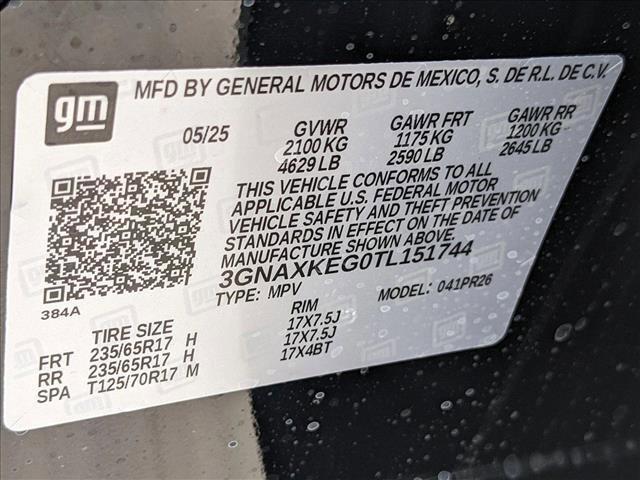 gm
MFD BY GENERAL MOTORS DE MEXICO, S. DE R.L. DE C.V.
05/25 GVWR GAWR FRT GAWR RR
2100 KG 1175 KG 1200 KG
4629 LB 2590 LB 2645 LB
THIS VEHICLE CONFORMS TO ALL
APPLICABLE U.S. FEDERAL MOTOR
VEHICLE SAFETY AND THEFT PREVENTION
STANDARDS IN EFFECT ON THE DATE OF
MANUFACTURE SHOWN ABOVE.
3GNAXKEG0TL151744
384A
TYPE: MPV MODEL: 041PR26
TIRE SIZE RIM
FRT 235/65R17 H 17X7.5J
RR 235/65R17 H 17X7.5J
SPA T125/70R17 M 17X4BT